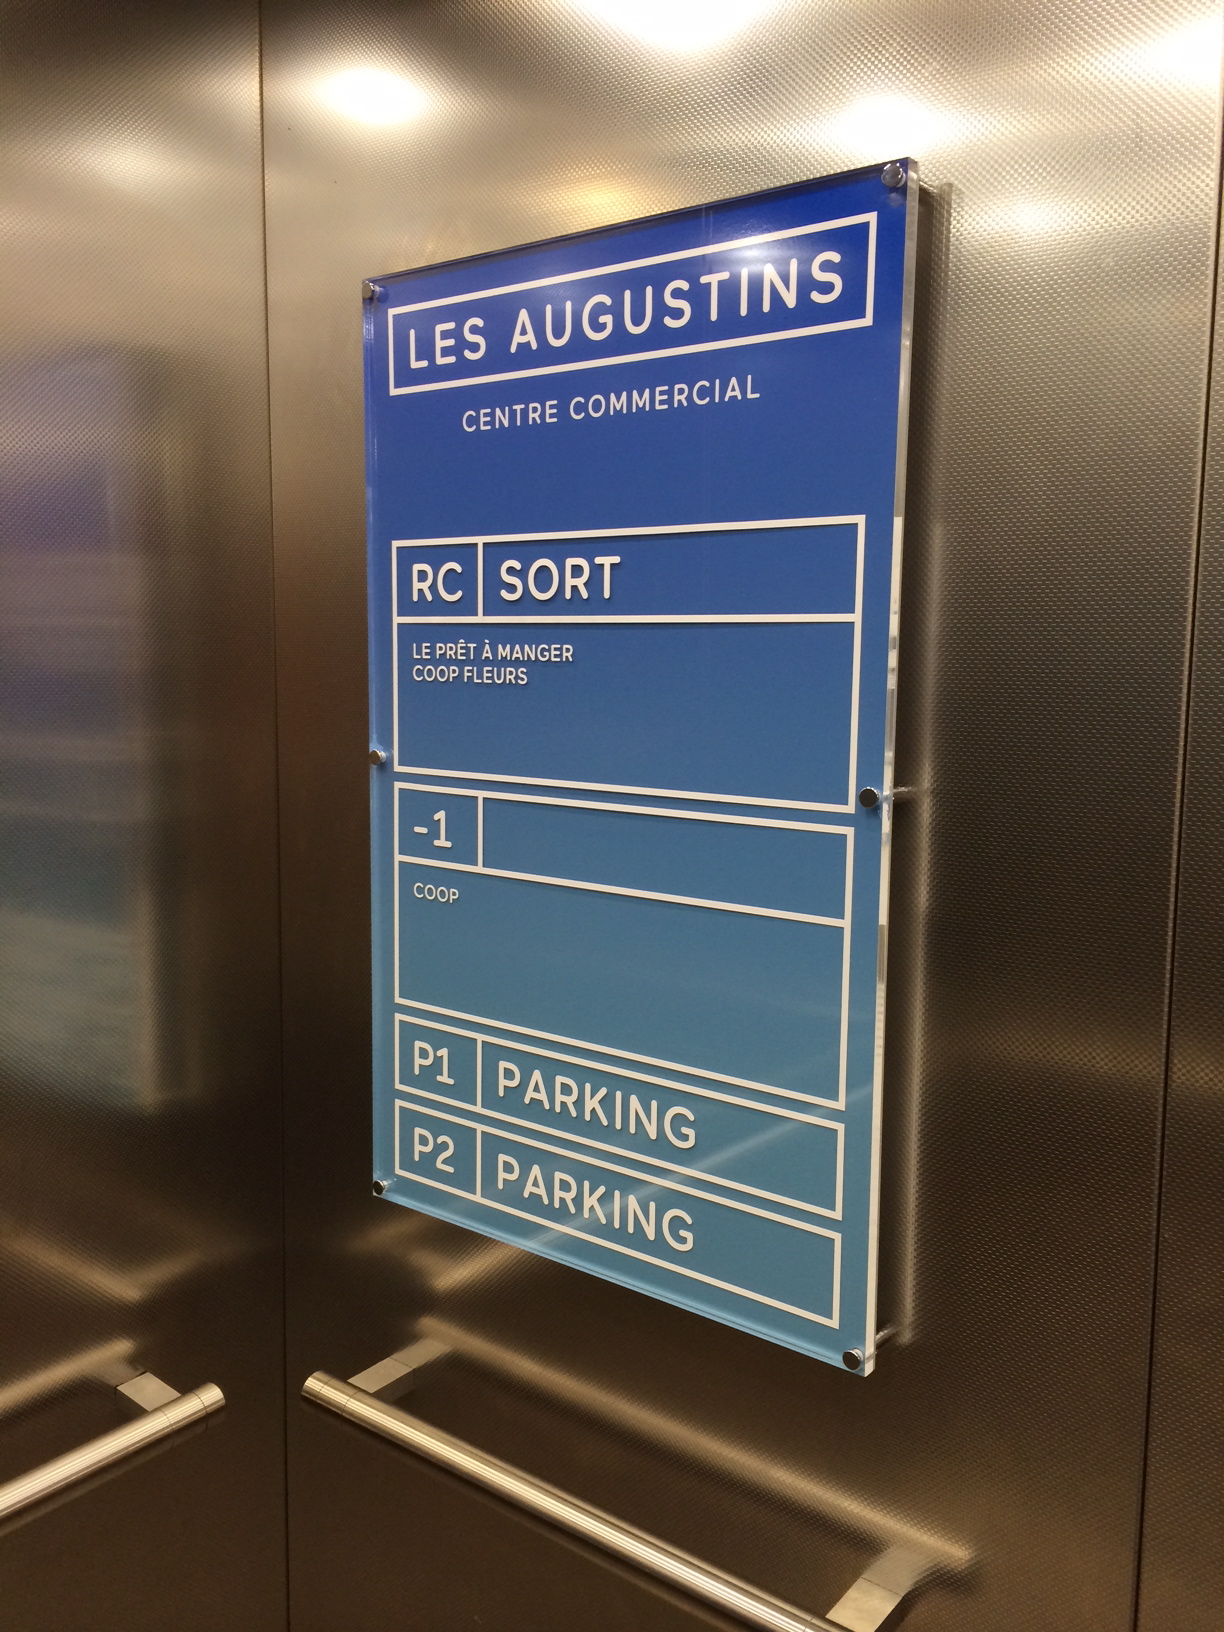 LES AUGUSTINS
CENTRE COMMERCIAL
RC SORT
LE PRÊT À MANGER
COOP FLEURS
-1
COOP
P1 PARKING
P2 PARKING